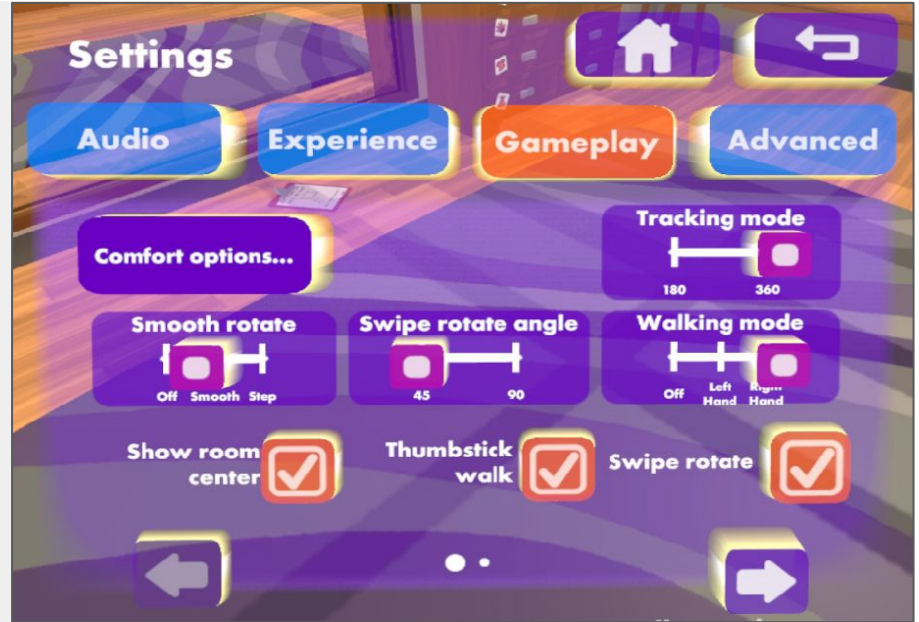 Settings
Audio
Experience
Gameplay
Advanced
Comfort options...
Tracking mode
180
360
Smooth rotate
Off
Smooth
Step
Swipe rotate angle
45
90
Walking mode
Off
Left
Hand
Right
Hand
Show room
center
Thumbstick
walk
Swipe rotate